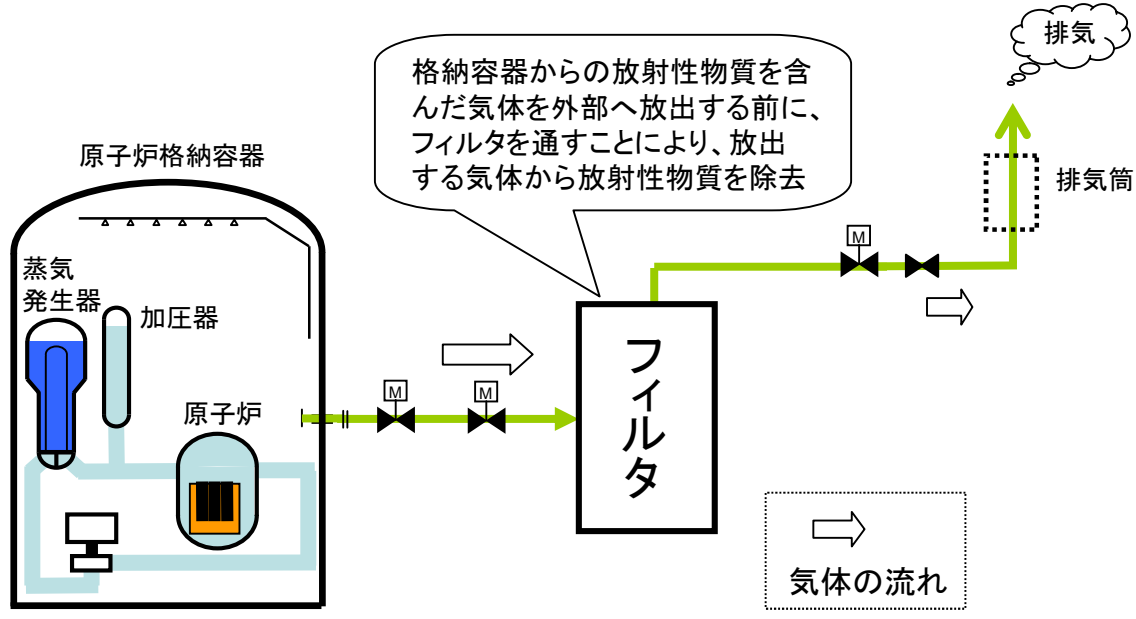 排気
格納容器からの放射性物質を含
んだ気体を外部へ放出する前に、
フィルタを通すことにより、放出
する気体から放射性物質を除去
原子炉格納容器
排気筒
M
蒸気
発生器
加圧器
フィルタ
M
M
原子炉
気体の流れ